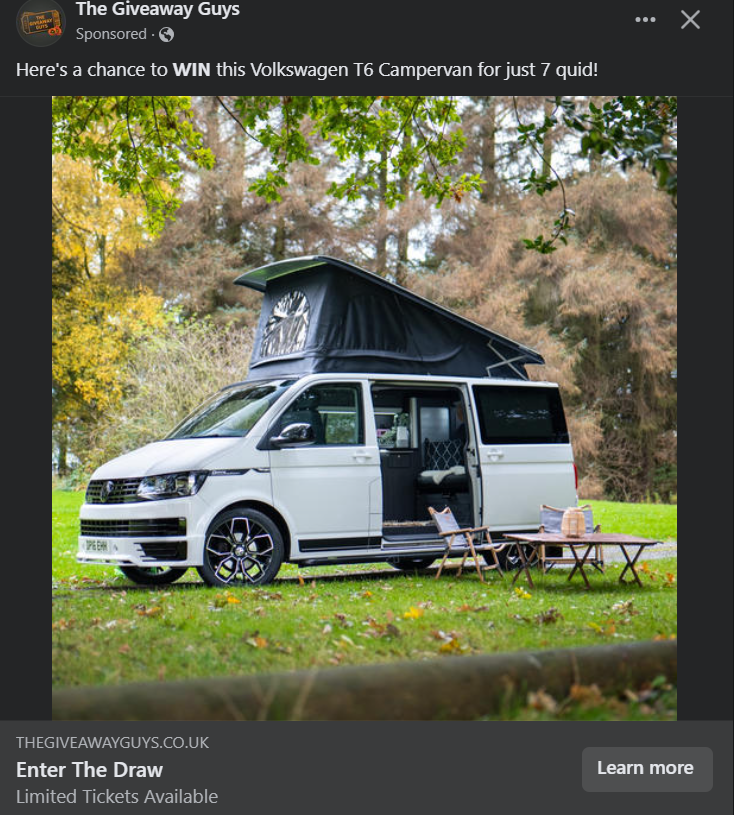 The Giveaway Guys
Sponsored ·
Here's a chance to WIN this Volkswagen T6 Campervan for just 7 quid!
THEGIVEAWAYGUYS.CO.UK
Enter The Draw
Limited Tickets Available
Learn more